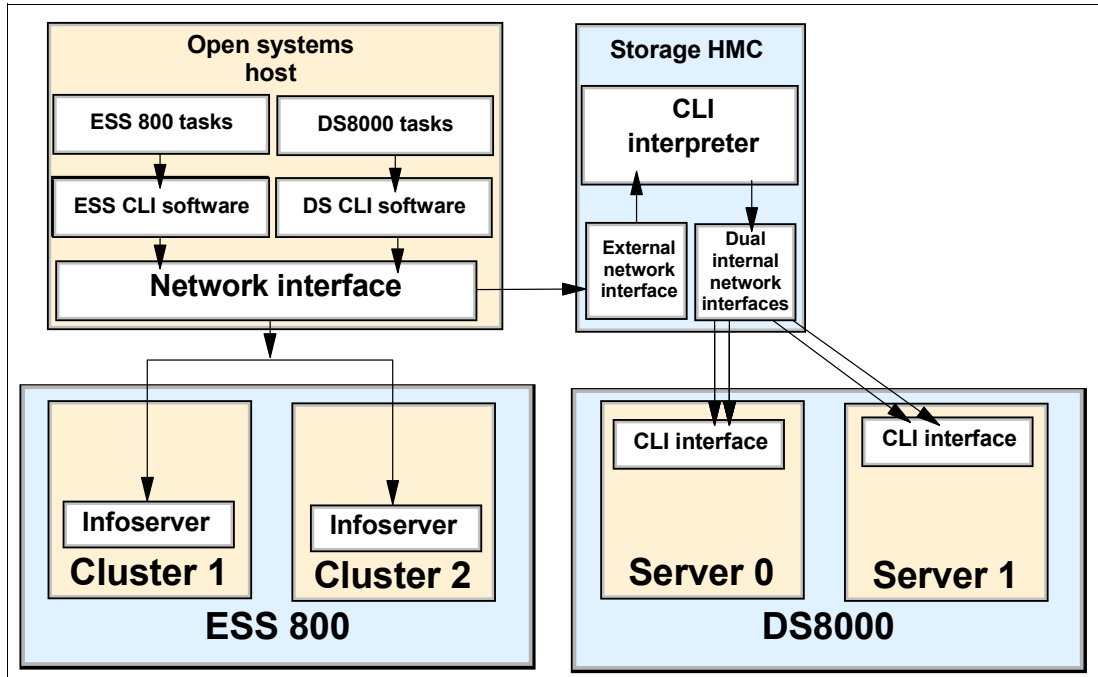 Open systems
host
ESS 800 tasks
DS8000 tasks
ESS CLI software
DS CLI software
Network interface
Storage HMC
CLI
interpreter
External
network
interface
Dual
internal
network
interfaces
Infoserver
Cluster 1
Infoserver
Cluster 2
ESS 800
CLI interface
Server 0
CLI interface
Server 1
DS8000